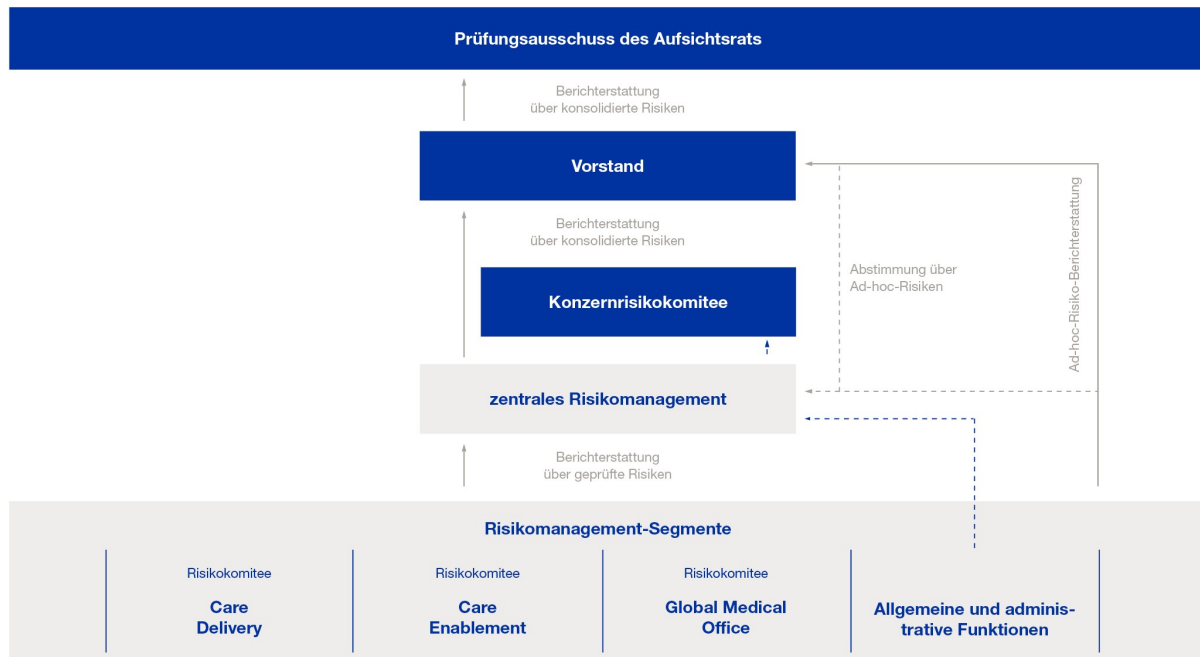 Prüfungsausschuss des Aufsichtsrats
Berichterstattung
über konsolidierte Risiken
Vorstand
Berichterstattung
über konsolidierte Risiken
Abstimmung über
Ad-hoc-Risiken
Ad-hoc-Risiko-Berichterstattung
Konzernrisikokomitee
zentrales Risikomanagement
Berichterstattung
über geprüfte Risiken
Risikomanagement-Segmente
Risikokomitee
Care
Delivery
Risikokomitee
Care
Enablement
Risikokomitee
Global Medical
Office
Allgemeine und adminis-
trative Funktionen